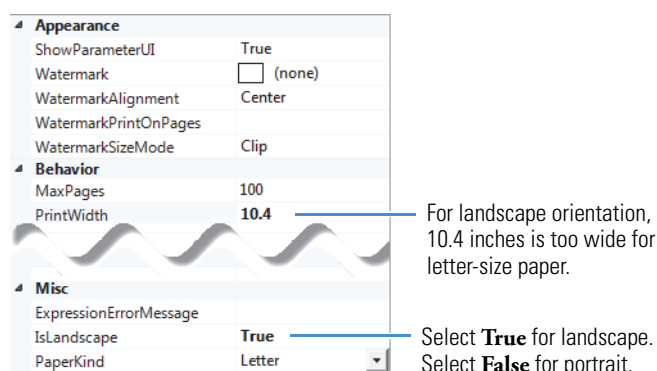 Appearance
ShowParameterUI True
Watermark (none)
WatermarkAlignment Center
WatermarkPrintOnPages
WatermarkSizeMode Clip
Behavior
MaxPages 100
PrintWidth 10.4
For landscape orientation,
10.4 inches is too wide for
letter-size paper.
Misc
ExpressionErrorMessage
IsLandscape True
Select True for landscape.
PaperKind Letter
Select False for portrait.